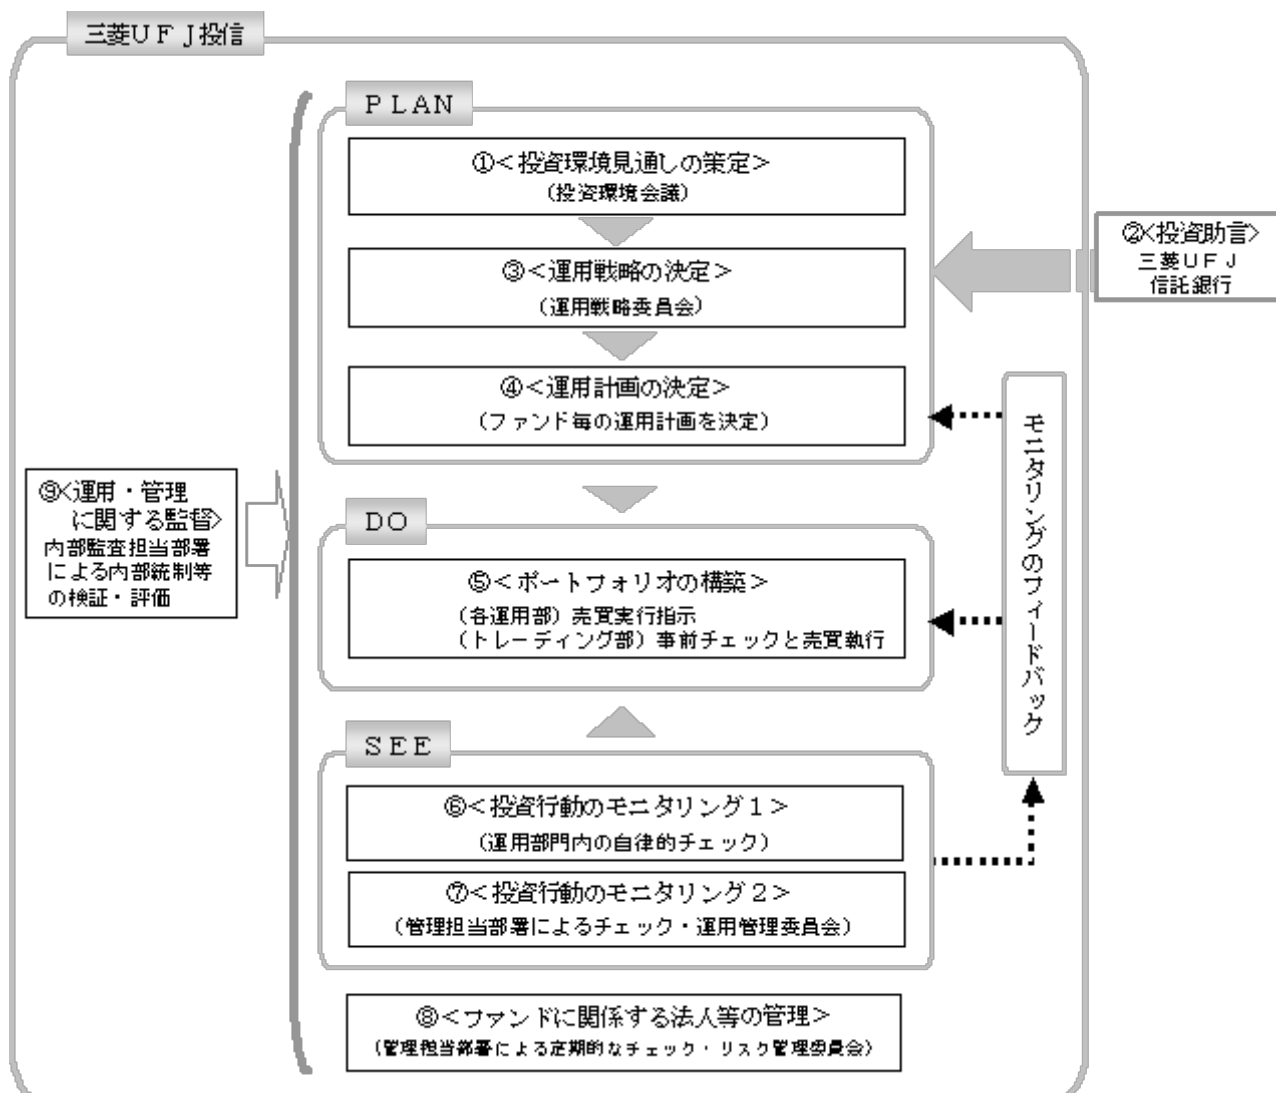 三菱ＵＦＪ投信
ＰＬＡＮ
①＜投資環境見通しの策定＞
（投資環境会議）
②＜投資助言＞
三菱ＵＦＪ
信託銀行
③＜運用戦略の決定＞
（運用戦略委員会）
④＜運用計画の決定＞
（ファンド毎の運用計画を決定）
モニタリングのフィードバック
⑨＜運用・管理
に関する監督＞
内部監査担当部署
による内部統制等
の検証・評価
ＤＯ
⑤＜ポートフォリオの構築＞
（各運用部）売買実行指示
（トレーディング部）事前チェックと売買執行
ＳＥＥ
⑥＜投資行動のモニタリング１＞
（運用部門内の自律的チェック）
⑦＜投資行動のモニタリング２＞
（管理担当部署によるチェック・運用管理委員会）
⑧＜ファンドに関係する法人等の管理＞
（管理担当部署による定期的なチェック・リスク管理委員会）